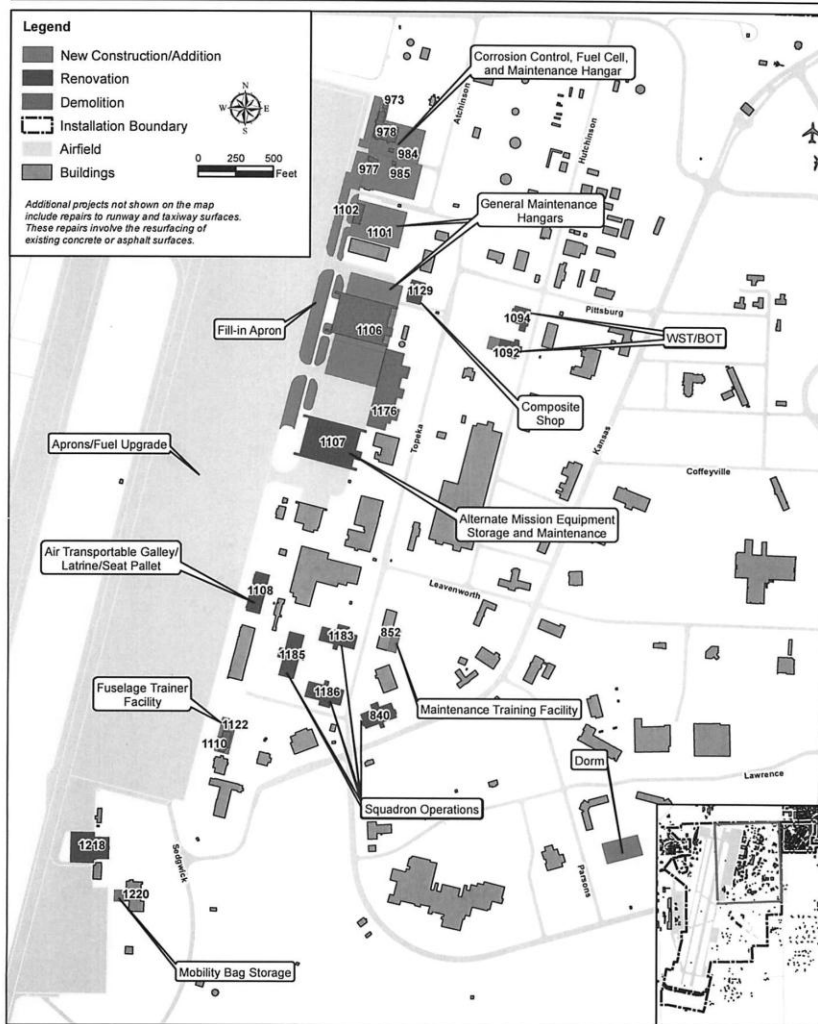 Legend
New Construction/Addition
Renovation
Demolition
Installation Boundary
Airfield
Buildings
N
W E
S
0 250 500
Feet
Additional projects not shown on the map
include repairs to runway and taxiway surfaces.
These repairs involve the resurfacing of
existing concrete or asphalt surfaces.
Corrosion Control, Fuel Cell,
and Maintenance Hangar
973
978
984
977
985
Atchinson
Hutchinson
1102
1101
General Maintenance
Hangars
1129
Pittsburg
1094
WST/BOT
1092
Fill-in Apron
1106
Composite
Shop
1176
Topeka
Kansas
1107
Aprons/Fuel Upgrade
Coffeyville
Alternate Mission Equipment
Storage and Maintenance
Air Transportable Galley/
Latrine/Seat Pallet
1108
Leavenworth
1183
852
1185
1186
840
Maintenance Training Facility
Fuselage Trainer
Facility
1122
1110
Dorm
Lawrence
Squadron Operations
1218
Sedgwick
Parsons
1220
Mobility Bag Storage